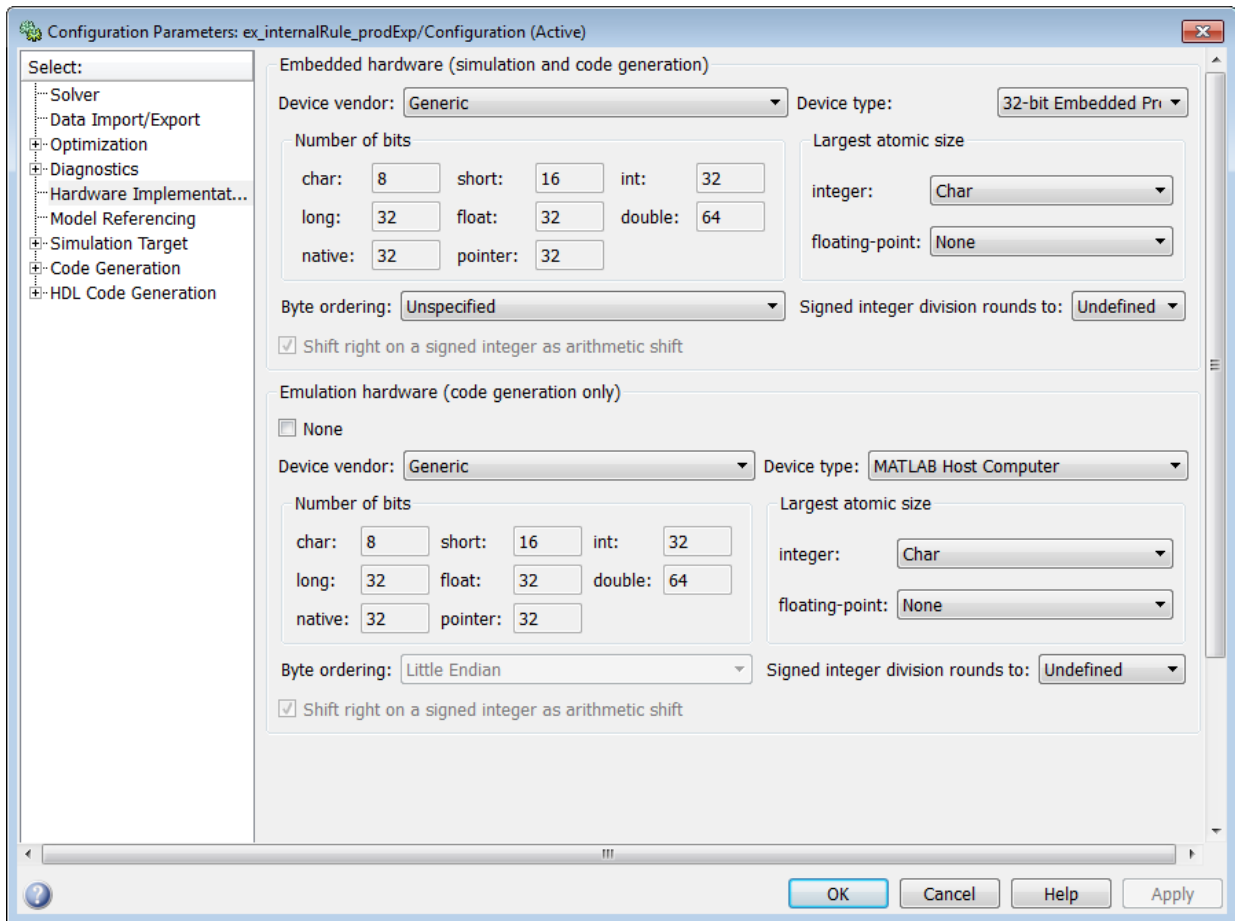 Configuration Parameters: ex_internalRule_prodExp/Configuration (Active)
Select:
Solver
Data Import/Export
Optimization
Diagnostics
Hardware Implementat...
Model Referencing
Simulation Target
Code Generation
HDL Code Generation
Embedded hardware (simulation and code generation)
Device vendor: Generic Device type: 32-bit Embedded Pr
Number of bits Largest atomic size
char: 8 short: 16 int: 32
integer: Char
long: 32 float: 32 double: 64
floating-point: None
native: 32 pointer: 32
Byte ordering: Unspecified Signed integer division rounds to: Undefined
Shift right on a signed integer as arithmetic shift
Emulation hardware (code generation only)
None
Device vendor: Generic Device type: MATLAB Host Computer
Number of bits Largest atomic size
char: 8 short: 16 int: 32
integer: Char
long: 32 float: 32 double: 64
floating-point: None
native: 32 pointer: 32
Byte ordering: Little Endian Signed integer division rounds to: Undefined
Shift right on a signed integer as arithmetic shift
OK Cancel Help Apply